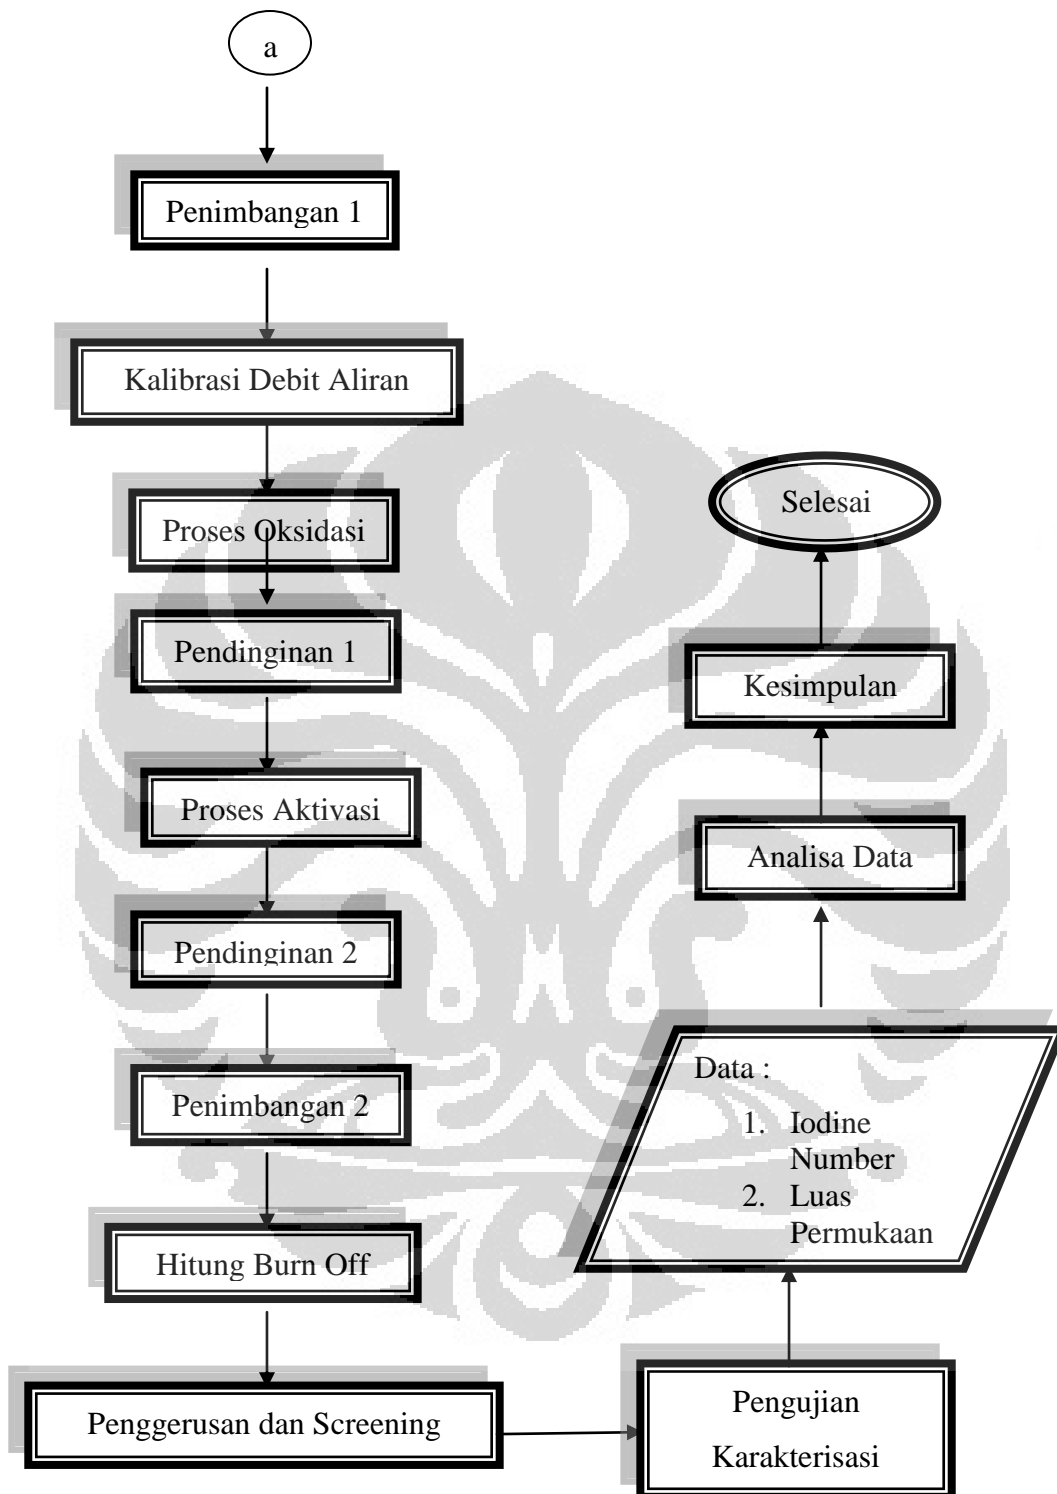 a
Penimbangan 1
Kalibrasi Debit Aliran
Proses Oksidasi
Pendinginan 1
Proses Aktivasi
Pendinginan 2
Penimbangan 2
Hitung Burn Off
Penggerusan dan Screening
Pengujian
Karakterisasi
Data :
1. Iodine
Number
2. Luas
Permukaan
Analisa Data
Kesimpulan
Selesai